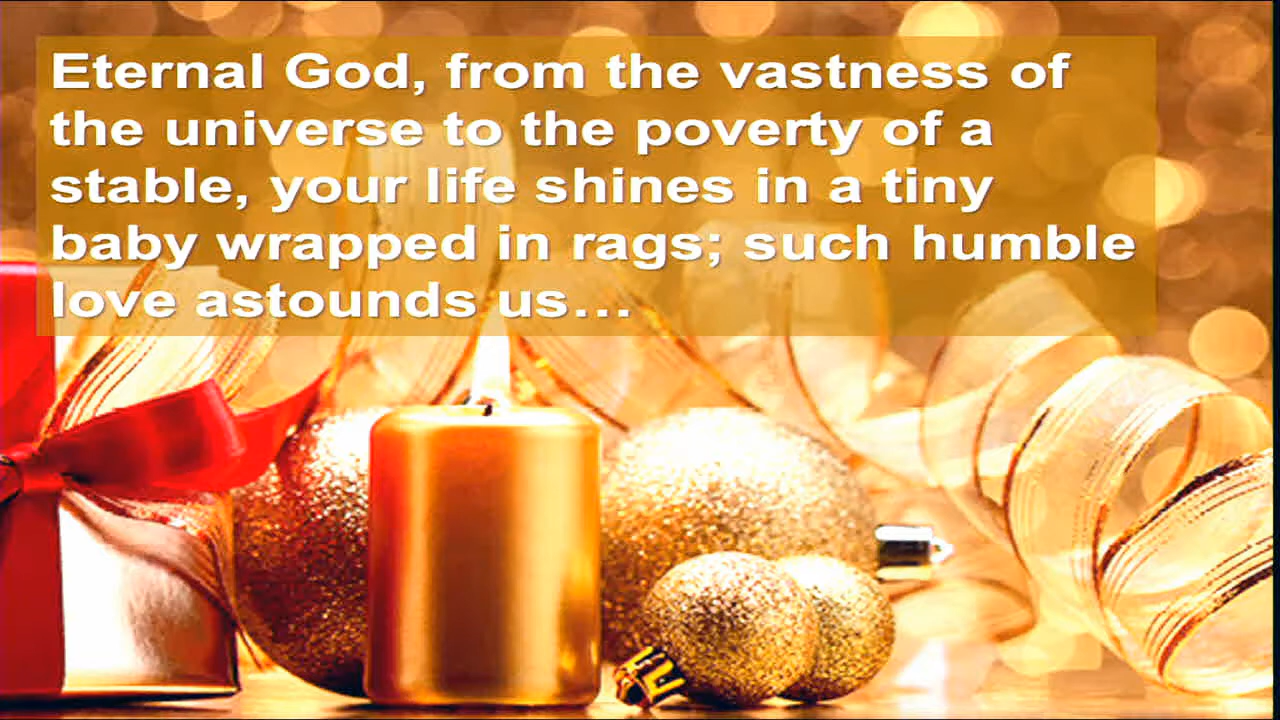 Eternal God, from the vastness of
the universe to the poverty of a
stable, your life shines in a tiny
baby wrapped in rags; such humble
love astounds us…